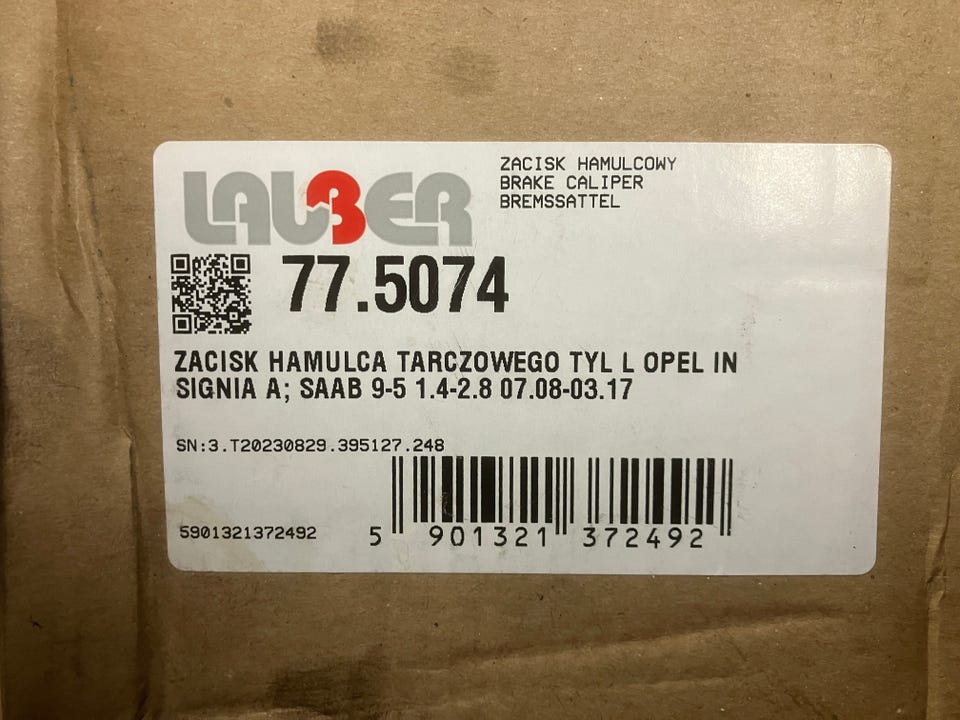 LAUBER
ZACISK HAMULCOWY
BRAKE CALIPER
BREMSSATTEL
77.5074
ZACISK HAMULCA TARCZOWEGO TYL L OPEL IN
SIGNIA A; SAAB 9-5 1.4-2.8 07.08-03.17
SN:3.T20230829.395127.248
5901321372492
5 901321 372492